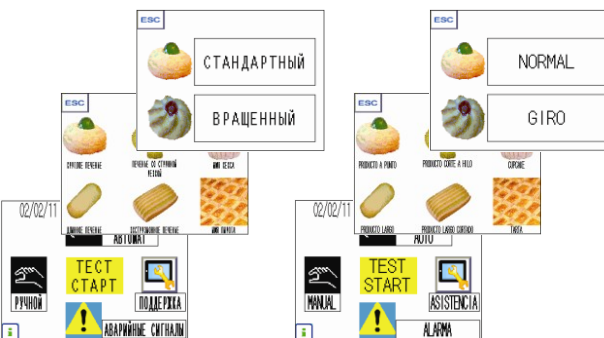 ESC
СТАНДАРТНЫЙ
ВРАЩЕННЫЙ
ESC
02/02/11
АВТОМАТ
РУЧНОЙ
ТЕСТ
СТАРТ
ПОДДЕРЖКА
АВАРИЙНЫЕ СИГНАЛЫ
i
ESC
NORMAL
GIRO
ESC
PRODUCTO A PUNTO
PRODUCTO CORTE A HILO
CUPCAKE
PRODUCTO LARGO
PRODUCTO LARGO CORTADO
TARTA
02/02/11
AUTO
MANUAL
TEST
START
ASISTENCIA
ALARMA
i